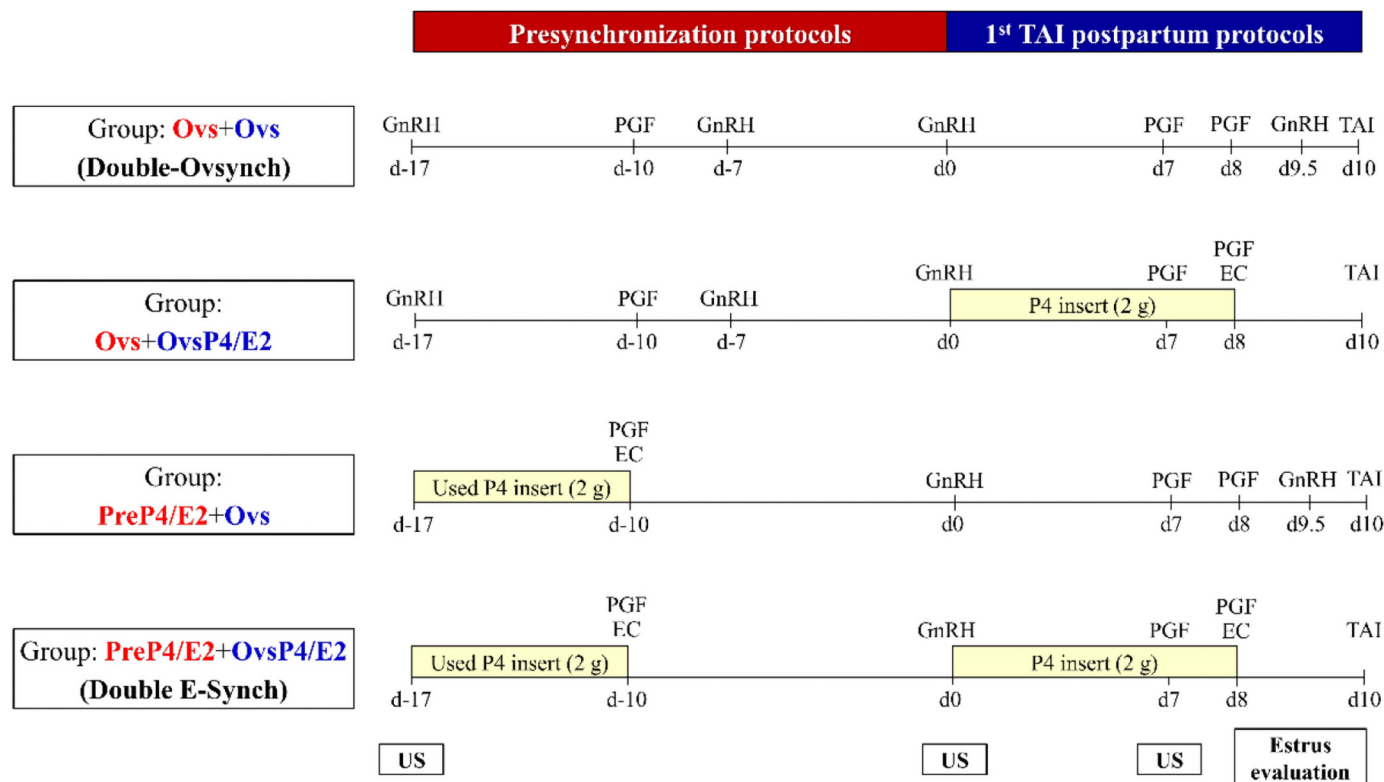 Presynchronization protocols
1st TAI postpartum protocols
Group: Ovs+Ovs
(Double-Ovsynch)
GnRH PGF GnRH GnRH PGF PGF GnRH TAI
d-17 d-10 d-7 d0 d7 d8 d9.5 d10
Group:
Ovs+OvsP4/E2
PGF
GnRH PGF EC TAI
GnRH PGF GnRH P4 insert (2 g)
d-17 d-10 d-7 d0 d7 d8 d10
Group:
PreP4/E2+Ovs
PGF
EC
Used P4 insert (2 g) GnRH PGF PGF GnRH TAI
d-17 d-10 d0 d7 d8 d9.5 d10
Group: PreP4/E2+OvsP4/E2
(Double E-Synch)
PGF PGF
EC GnRH PGF EC TAI
Used P4 insert (2 g) P4 insert (2 g)
d-17 d-10 d0 d7 d8 d10
US US US Estrus
evaluation